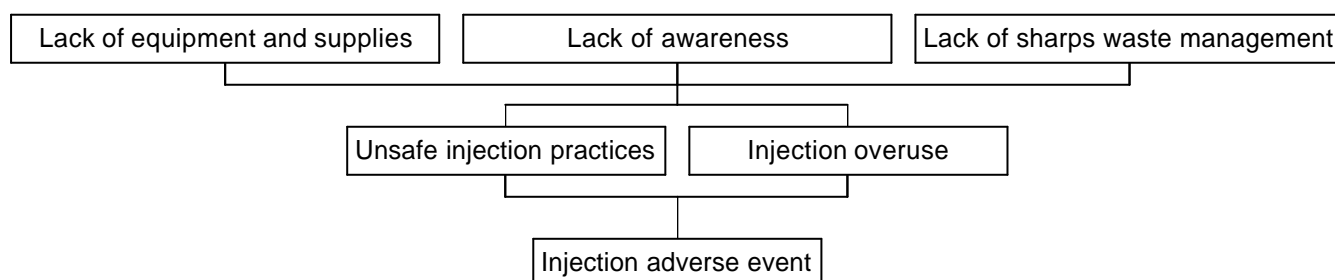 Lack of equipment and supplies
Lack of awareness
Lack of sharps waste management
Unsafe injection practices
Injection overuse
Injection adverse event